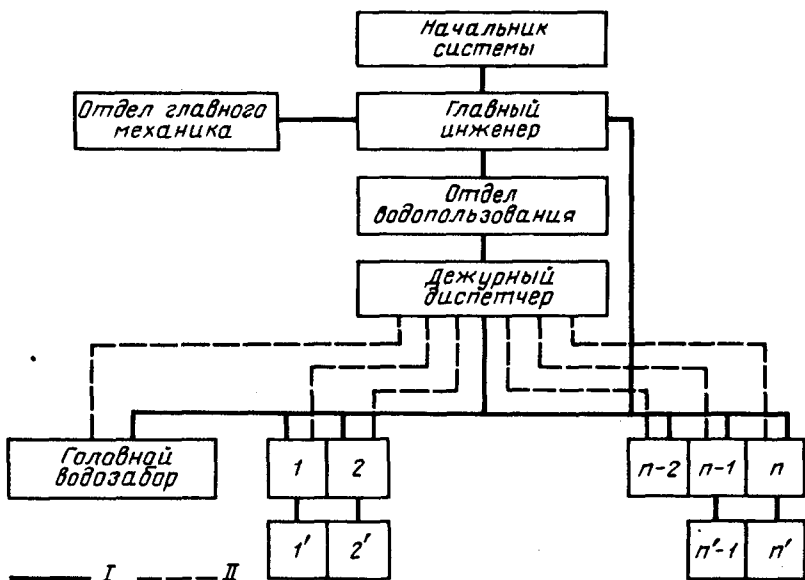 Начальник
системы
Отдел главного
механика
Главный
инженер
Отдел
водопользования
Дежурный
диспетчер
Головной
водозабор
1 2
n-2 n-1 n
1' 2'
n'-1 n'
I II